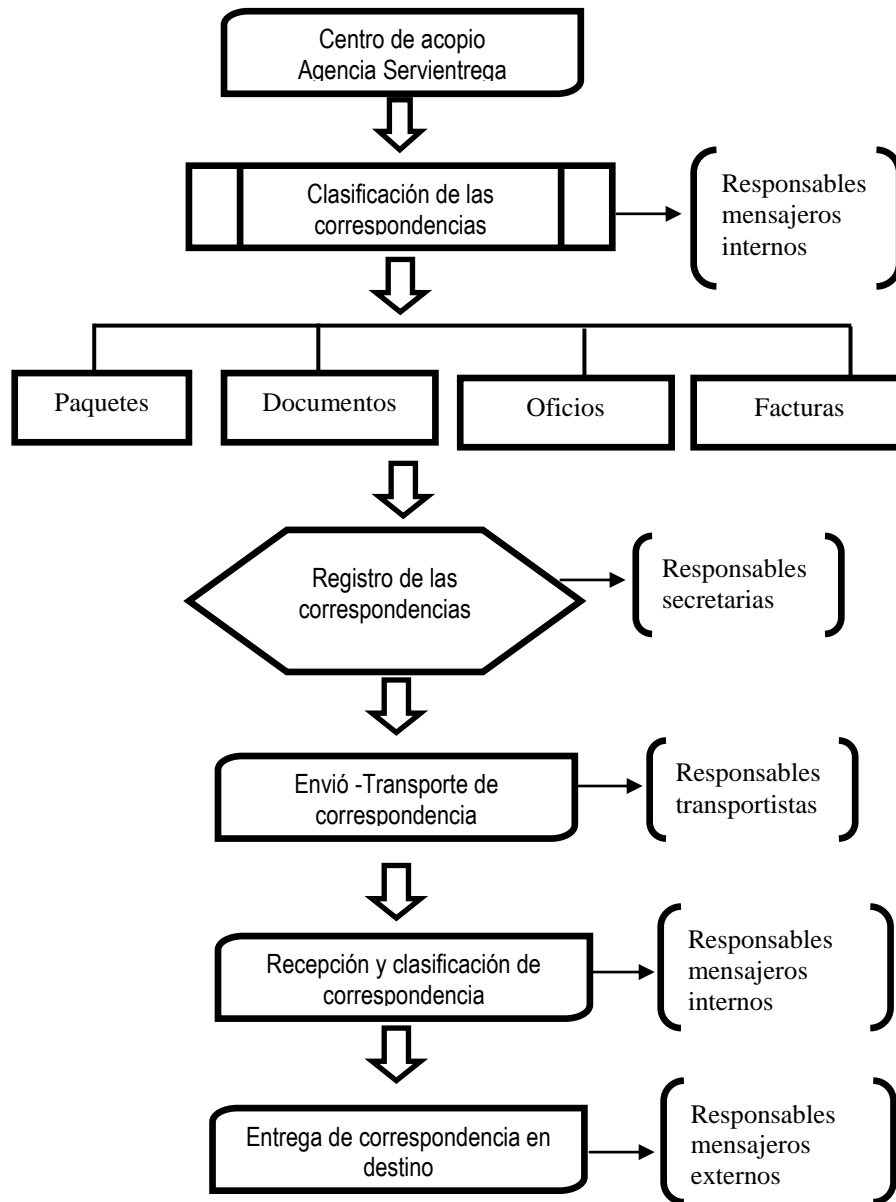 Centro de acopio
Agencia Servientrega
Clasificación de las
correspondencias
Responsables
mensajeros
internos
Paquetes
Documentos
Oficios
Facturas
Registro de las
correspondencias
Responsables
secretarias
Envió -Transporte de
correspondencia
Responsables
transportistas
Recepción y clasificación de
correspondencia
Responsables
mensajeros
internos
Entrega de correspondencia en
destino
Responsables
mensajeros
externos